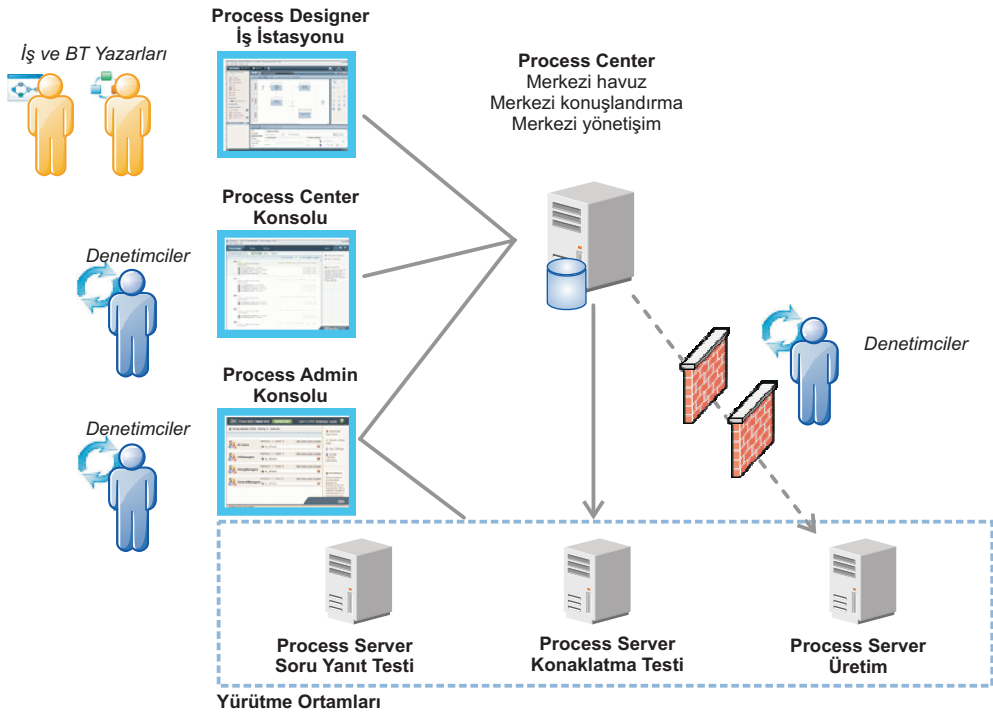 Process Designer
İş İstasyonu
İş ve BT Yazarları
Process Center
Merkezi havuz
Merkezi konuşlandırma
Merkezi yönetişim
Process Center
Konsolu
Denetimciler
Denetimciler
Process Admin
Konsolu
Denetimciler
Process Server
Soru Yanıt Testi
Process Server
Konaklatma Testi
Process Server
Üretim
Yürütme Ortamları